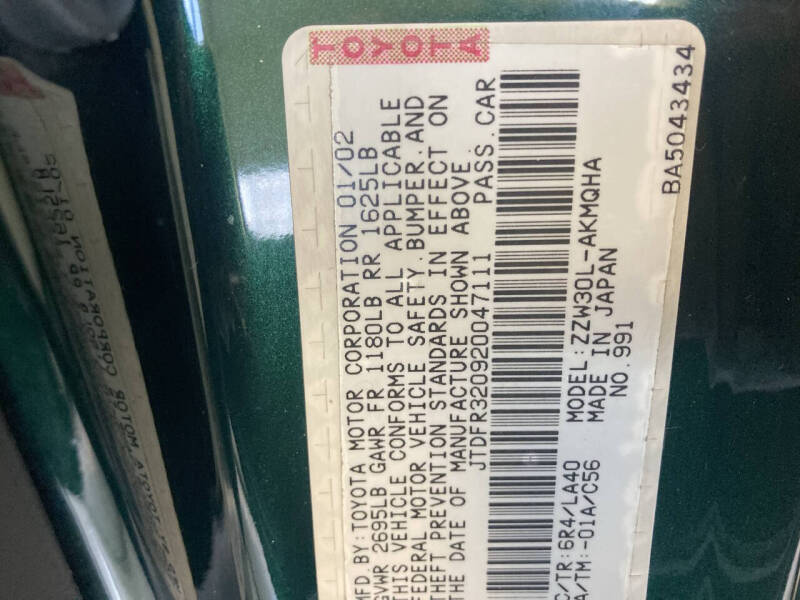 TOYOTA
MFD.BY:TOYOTA MOTOR CORPORATION 01/02
GVWR 2695LB GAWR FR 1180LB RR 1625LB
THIS VEHICLE CONFORMS TO ALL APPLICABLE
FEDERAL MOTOR VEHICLE SAFETY,BUMPER,AND
THEFT PREVENTION STANDARDS IN EFFECT ON
THE DATE OF MANUFACTURE SHOWN ABOVE.
JTDFR320920047111 PASS.CAR
C/TR:6R4/LA40 MODEL:ZZW30L-AKMQHA
A/TM:-01A/C56 MADE IN JAPAN
NO.991
BA5043434